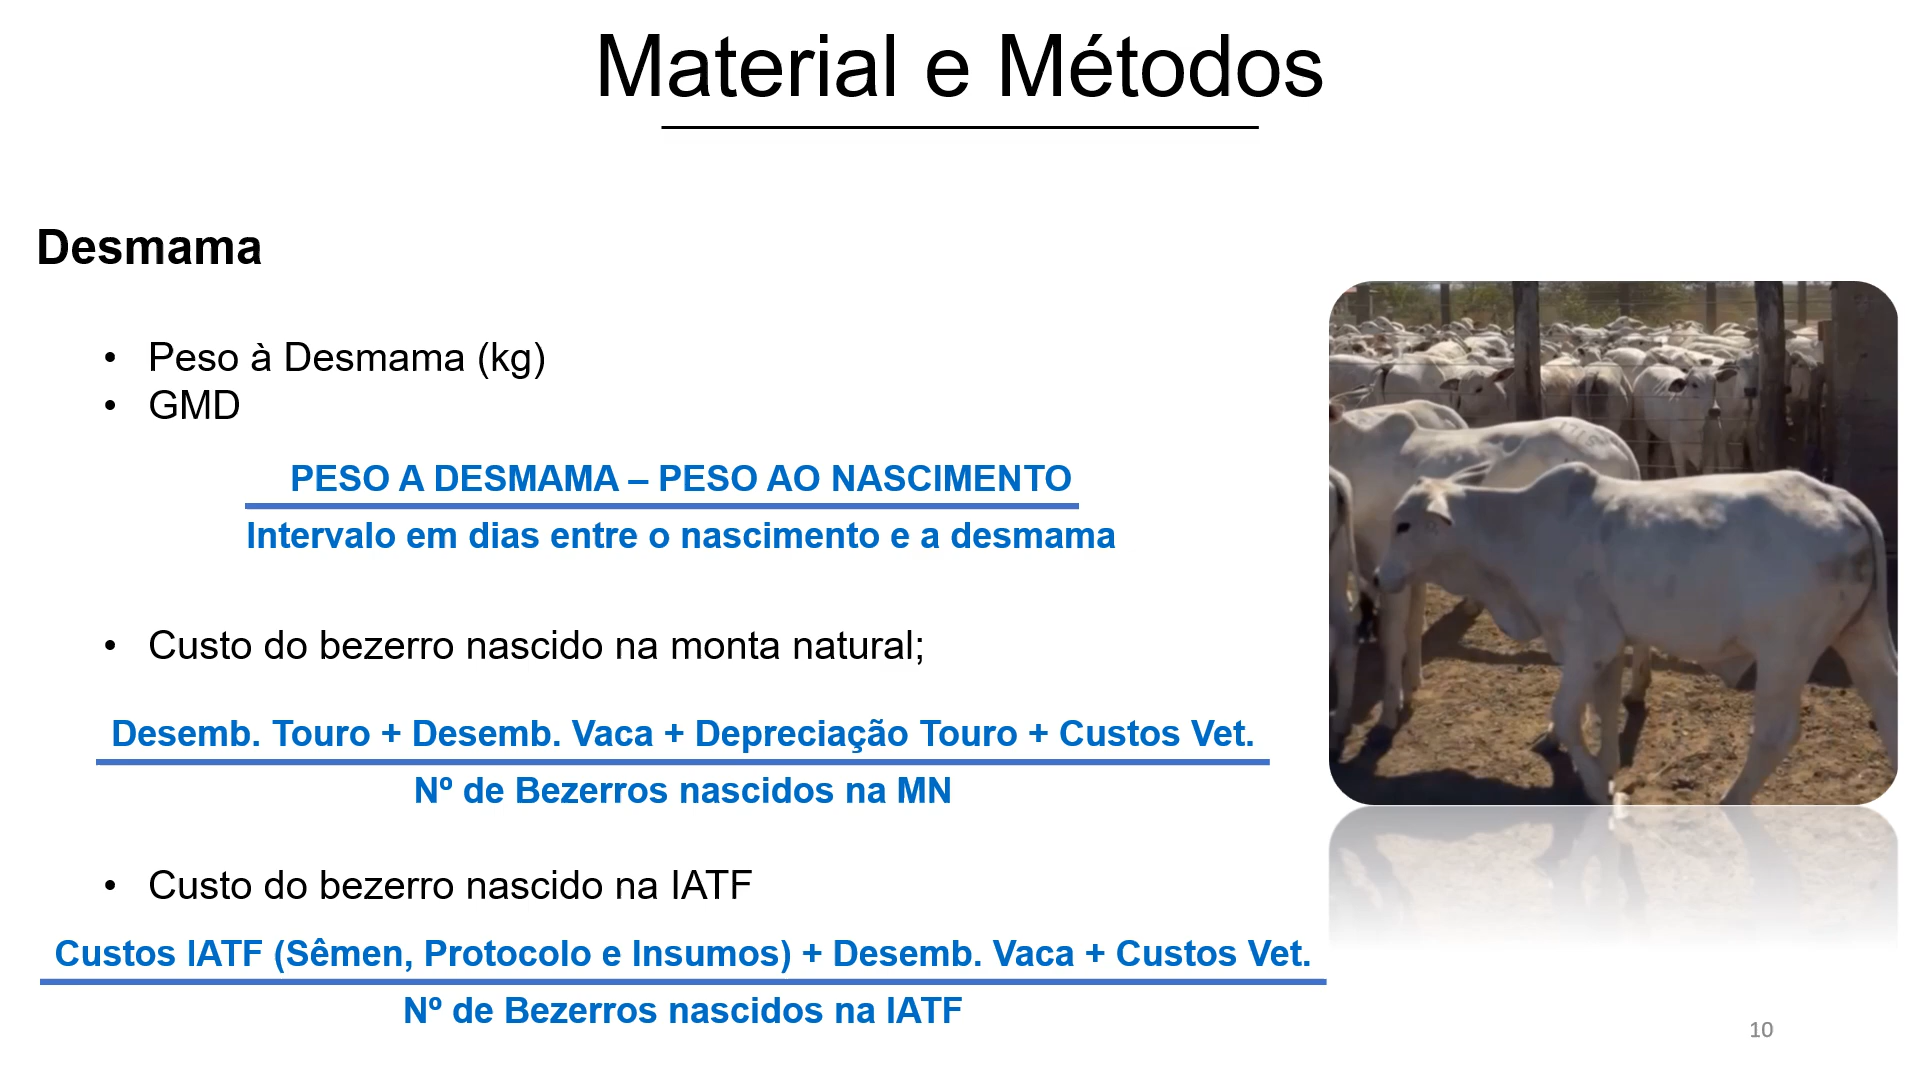 Material e Métodos
Desmama
• Peso à Desmama (kg)
• GMD
PESO A DESMAMA – PESO AO NASCIMENTO
Intervalo em dias entre o nascimento e a desmama
• Custo do bezerro nascido na monta natural;
Desemb. Touro + Desemb. Vaca + Depreciação Touro + Custos Vet.
Nº de Bezerros nascidos na MN
• Custo do bezerro nascido na IATF
Custos IATF (Sêmen, Protocolo e Insumos) + Desemb. Vaca + Custos Vet.
Nº de Bezerros nascidos na IATF
10